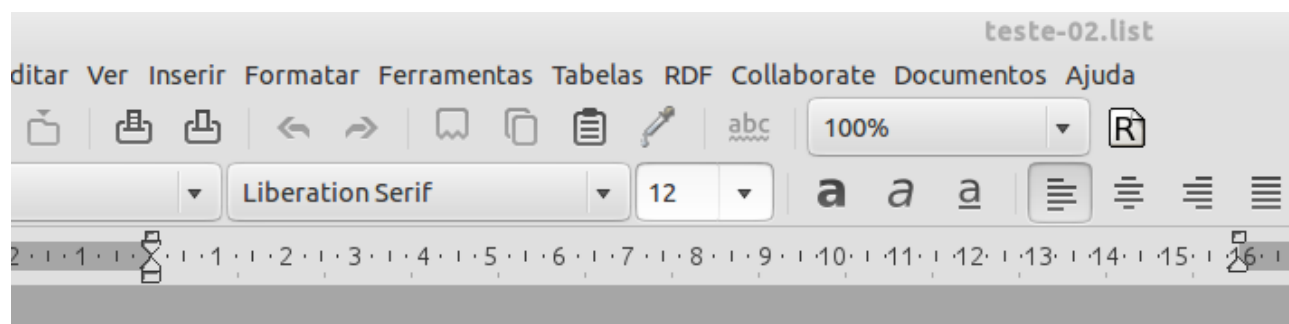 teste-02.list
ditar Ver Inserir Formatar Ferramentas Tabelas RDF Collaborate Documentos Ajuda
abc 100% R
Liberation Serif 12 a a a
2 1 1 2 3 4 5 6 7 8 9 10 11 12 13 14 15 16